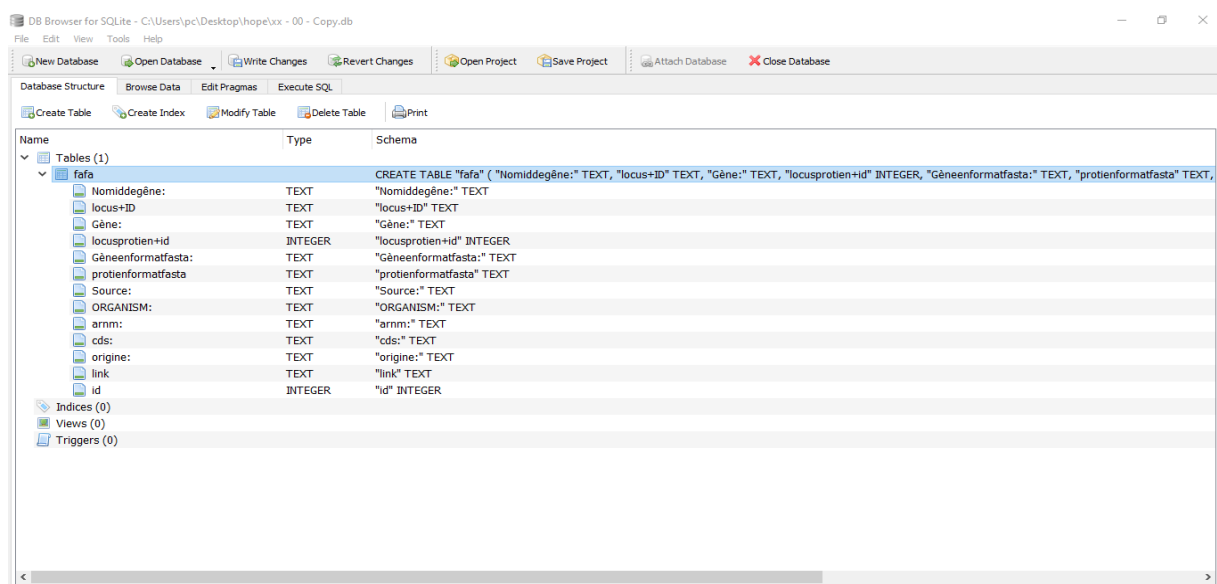 DB Browser for SQLite - C:\Users\pc\Desktop\hope\xx - 00 - Copy.db
File Edit View Tools Help
New Database Open Database Write Changes Revert Changes Open Project Save Project Attach Database Close Database
Database Structure Browse Data Edit Pragmas Execute SQL
Create Table Create Index Modify Table Delete Table Print
Name Type Schema
Tables (1)
fafa CREATE TABLE "fafa" ( "Nomiddegêne:" TEXT, "locus+ID" TEXT, "Gène:" TEXT, "locusprotien+id" INTEGER, "Gèneenformatfasta:" TEXT, "protienformatfasta" TEXT,
Nomiddegêne: TEXT "Nomiddegêne:" TEXT
locus+ID TEXT "locus+ID" TEXT
Gène: TEXT "Gène:" TEXT
locusprotien+id INTEGER "locusprotien+id" INTEGER
Gèneenformatfasta: TEXT "Gèneenformatfasta:" TEXT
protienformatfasta TEXT "protienformatfasta" TEXT
Source: TEXT "Source:" TEXT
ORGANISM: TEXT "ORGANISM:" TEXT
arnm: TEXT "arnm:" TEXT
cds: TEXT "cds:" TEXT
origine: TEXT "origine:" TEXT
link TEXT "link" TEXT
id INTEGER "id" INTEGER
Indices (0)
Views (0)
Triggers (0)